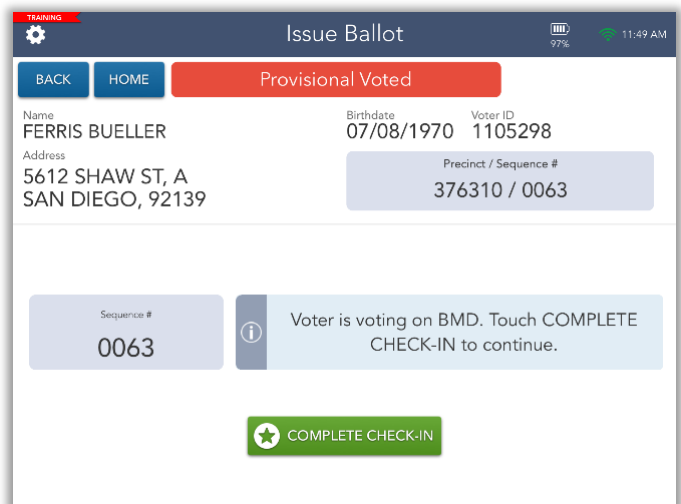 TRAINING
Issue Ballot
97%
11:49 AM
BACK
HOME
Provisional Voted
Name
FERRIS BUELLER
Birthdate
07/08/1970
Voter ID
1105298
Address
5612 SHAW ST, A
SAN DIEGO, 92139
Precinct / Sequence #
376310 / 0063
Sequence #
0063
Voter is voting on BMD. Touch COMPLETE
CHECK-IN to continue.
COMPLETE CHECK-IN